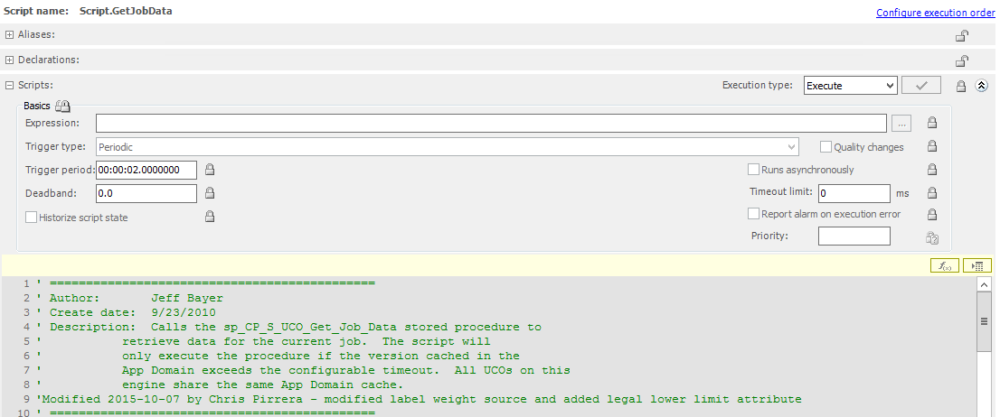 Script name: Script.GetJobData
Configure execution order
Aliases:
Declarations:
Scripts: Execution type: Execute
Basics
Expression: ...
Trigger type: Periodic Quality changes
Trigger period: 00:00:02.0000000 Runs asynchronously
Deadband: 0.0 Timeout limit: 0 ms
Historize script state Report alarm on execution error
Priority:
f(x)
1 ' =============================================
2 ' Author: Jeff Bayer
3 ' Create date: 9/23/2010
4 ' Description: Calls the sp_CP_S_UCO_Get_Job_Data stored procedure to
5 ' retrieve data for the current job. The script will
6 ' only execute the procedure if the version cached in the
7 ' App Domain exceeds the configurable timeout. All UCOs on this
8 ' engine share the same App Domain cache.
9 'Modified 2015-10-07 by Chris Pirrera - modified label weight source and added legal lower limit attribute
10 ' =============================================